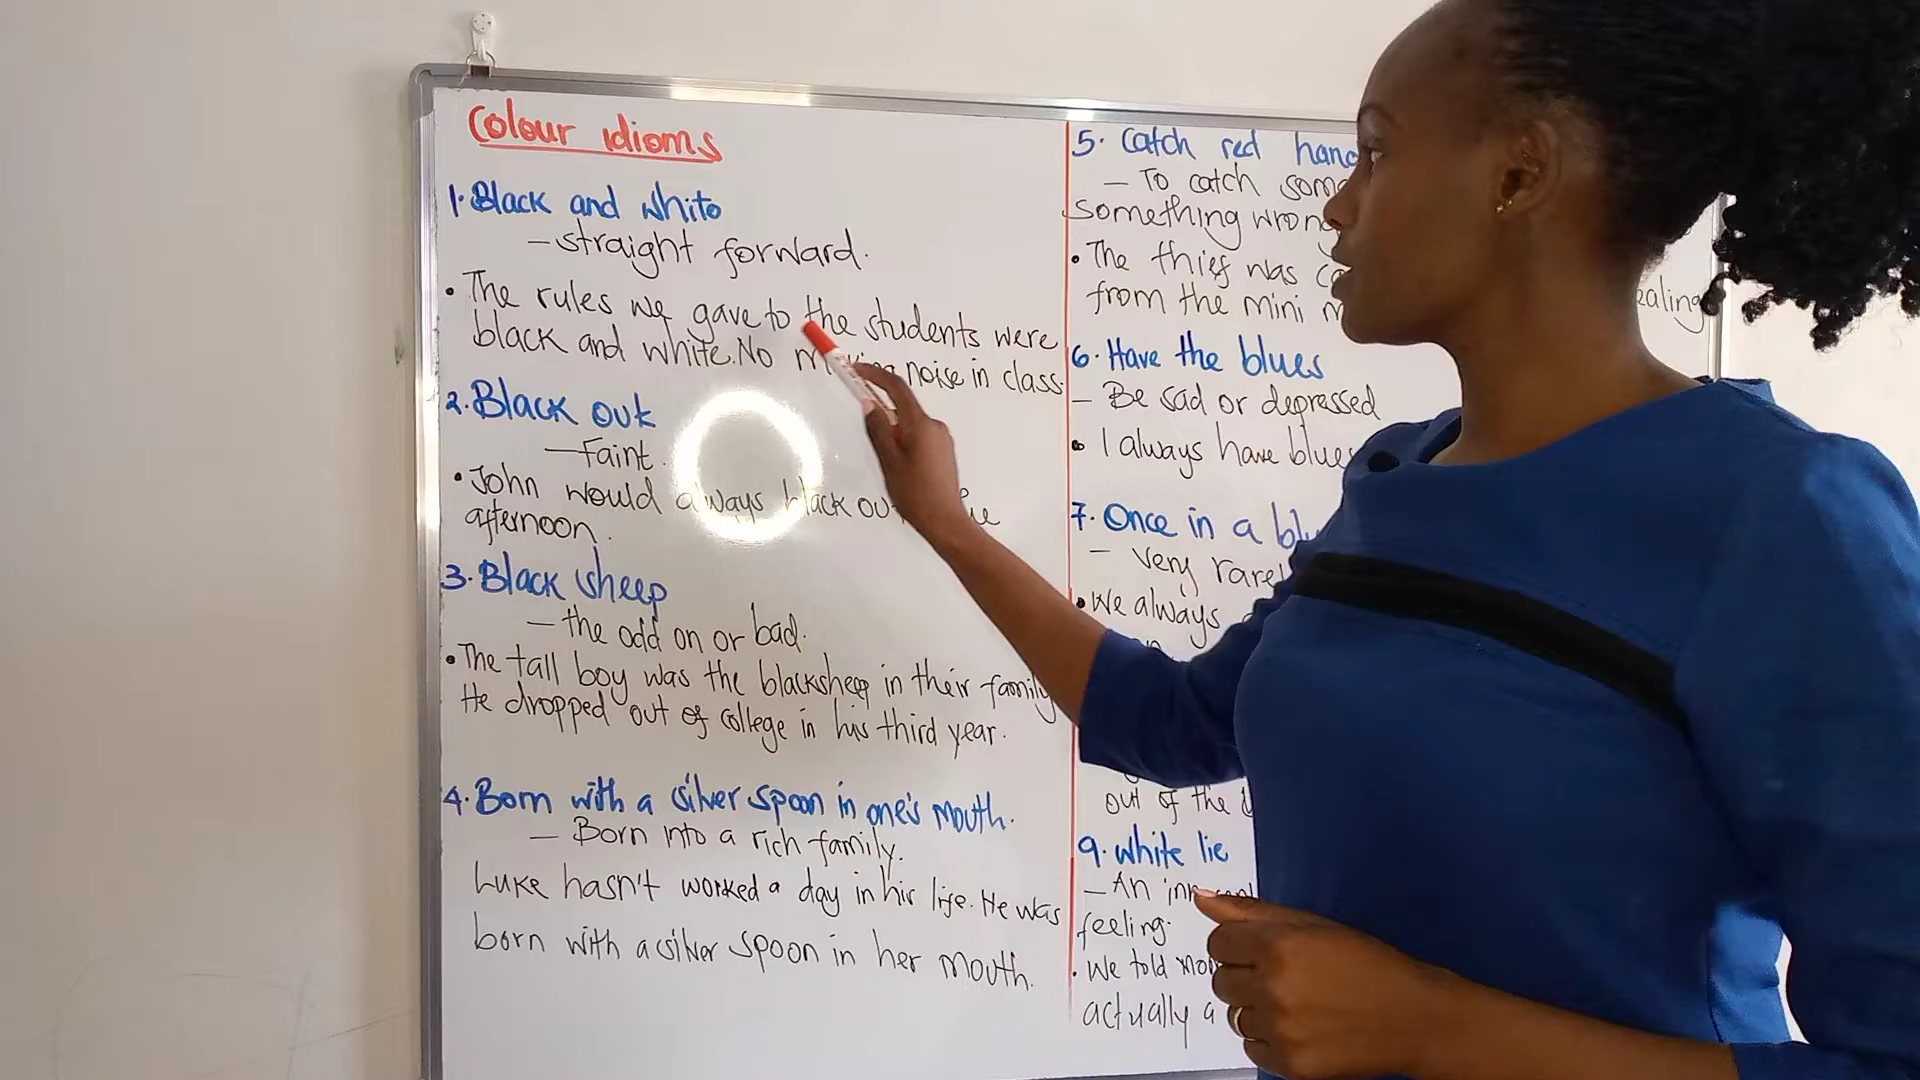 Colour idioms
1. Black and white
- straight forward.
• The rules we gave to the students were
black and white. No making noise in class.
2. Black out
- Faint.
• John would always black out
afternoon.
3. Black sheep
- the odd on or bad.
• The tall boy was the blacksheep in their family
He dropped out of college in his third year.
4. Born with a silver spoon in one's mouth.
- Born into a rich family.
Luke hasn't worked a day in his life. He was
born with a silver spoon in her mouth.
5. Catch red
- To catch
something wrong
• The thief was
from the mini
ealing
6. Have the blues
- Be sad or depressed
• I always have blues
7. Once in a
- Very
• We always
out of the
9. White lie
- An
feeling.
• We told
actually a